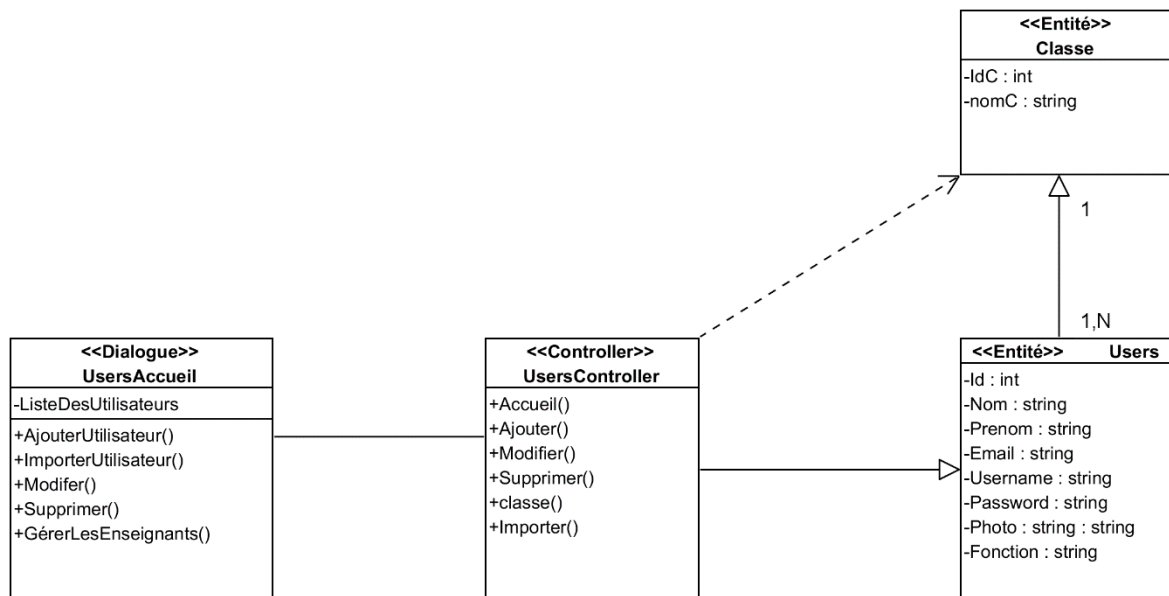 <<Entité>>
Classe
-IdC : int
-nomC : string
1
1,N
<<Dialogue>>
UsersAccueil
-ListeDesUtilisateurs
+AjouterUtilisateur()
+ImporterUtilisateur()
+Modifer()
+Supprimer()
+GérerLesEnseignants()
<<Controller>>
UsersController
+Accueil()
+Ajouter()
+Modifier()
+Supprimer()
+classe()
+Importer()
<<Entité>> Users
-Id : int
-Nom : string
-Prenom : string
-Email : string
-Username : string
-Password : string
-Photo : string : string
-Fonction : string